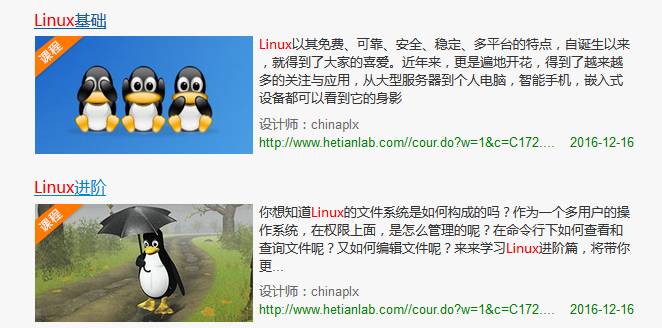 Linux基础
课程
Linux以其免费、可靠、安全、稳定、多平台的特点，自诞生以来
，就得到了大家的喜爱。近年来，更是遍地开花，得到了越来越
多的关注与应用，从大型服务器到个人电脑，智能手机，嵌入式
设备都可以看到它的身影
设计师：chinaplx
http://www.hetianlab.com//cour.do?w=1&c=C172.... 2016-12-16
Linux进阶
课程
你想知道Linux的文件系统是如何构成的吗？作为一个多用户的操
作系统，在权限上面，是怎么管理的呢？在命令行下如何查看和
查询文件呢？又如何编辑文件呢？来来学习Linux进阶篇，将带你
更...
设计师：chinaplx
http://www.hetianlab.com//cour.do?w=1&c=C172.... 2016-12-16